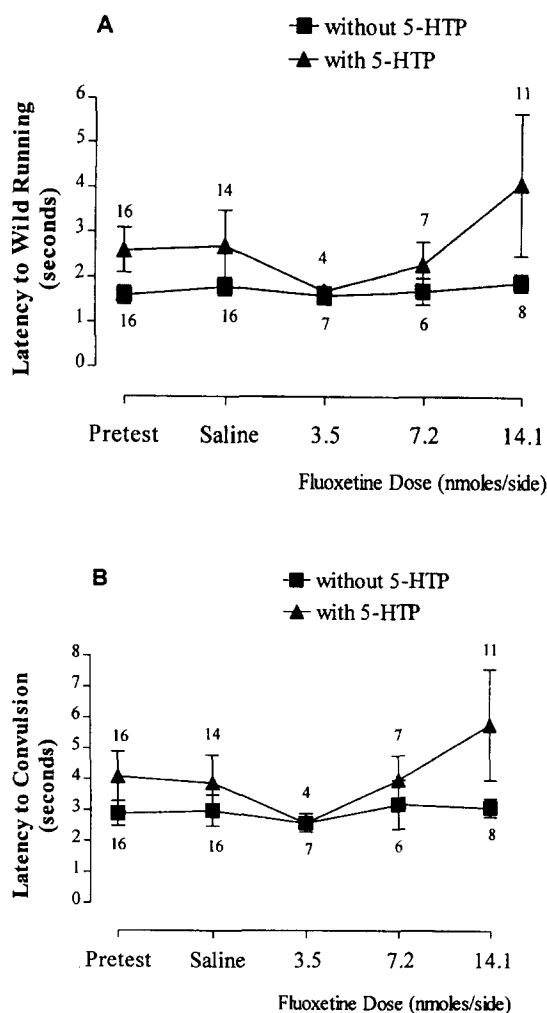 A
without 5-HTP
with 5-HTP
Latency to Wild Running
(seconds)
6
5
4
3
2
1
0
16
14
4
7
11
16
16
7
6
8
Pretest Saline 3.5 7.2 14.1
Fluoxetine Dose (nmoles/side)
B
without 5-HTP
with 5-HTP
Latency to Convulsion
(seconds)
8
7
6
5
4
3
2
1
0
16
14
4
7
11
16
16
7
6
8
Pretest Saline 3.5 7.2 14.1
Fluoxetine Dose (nmoles/side)